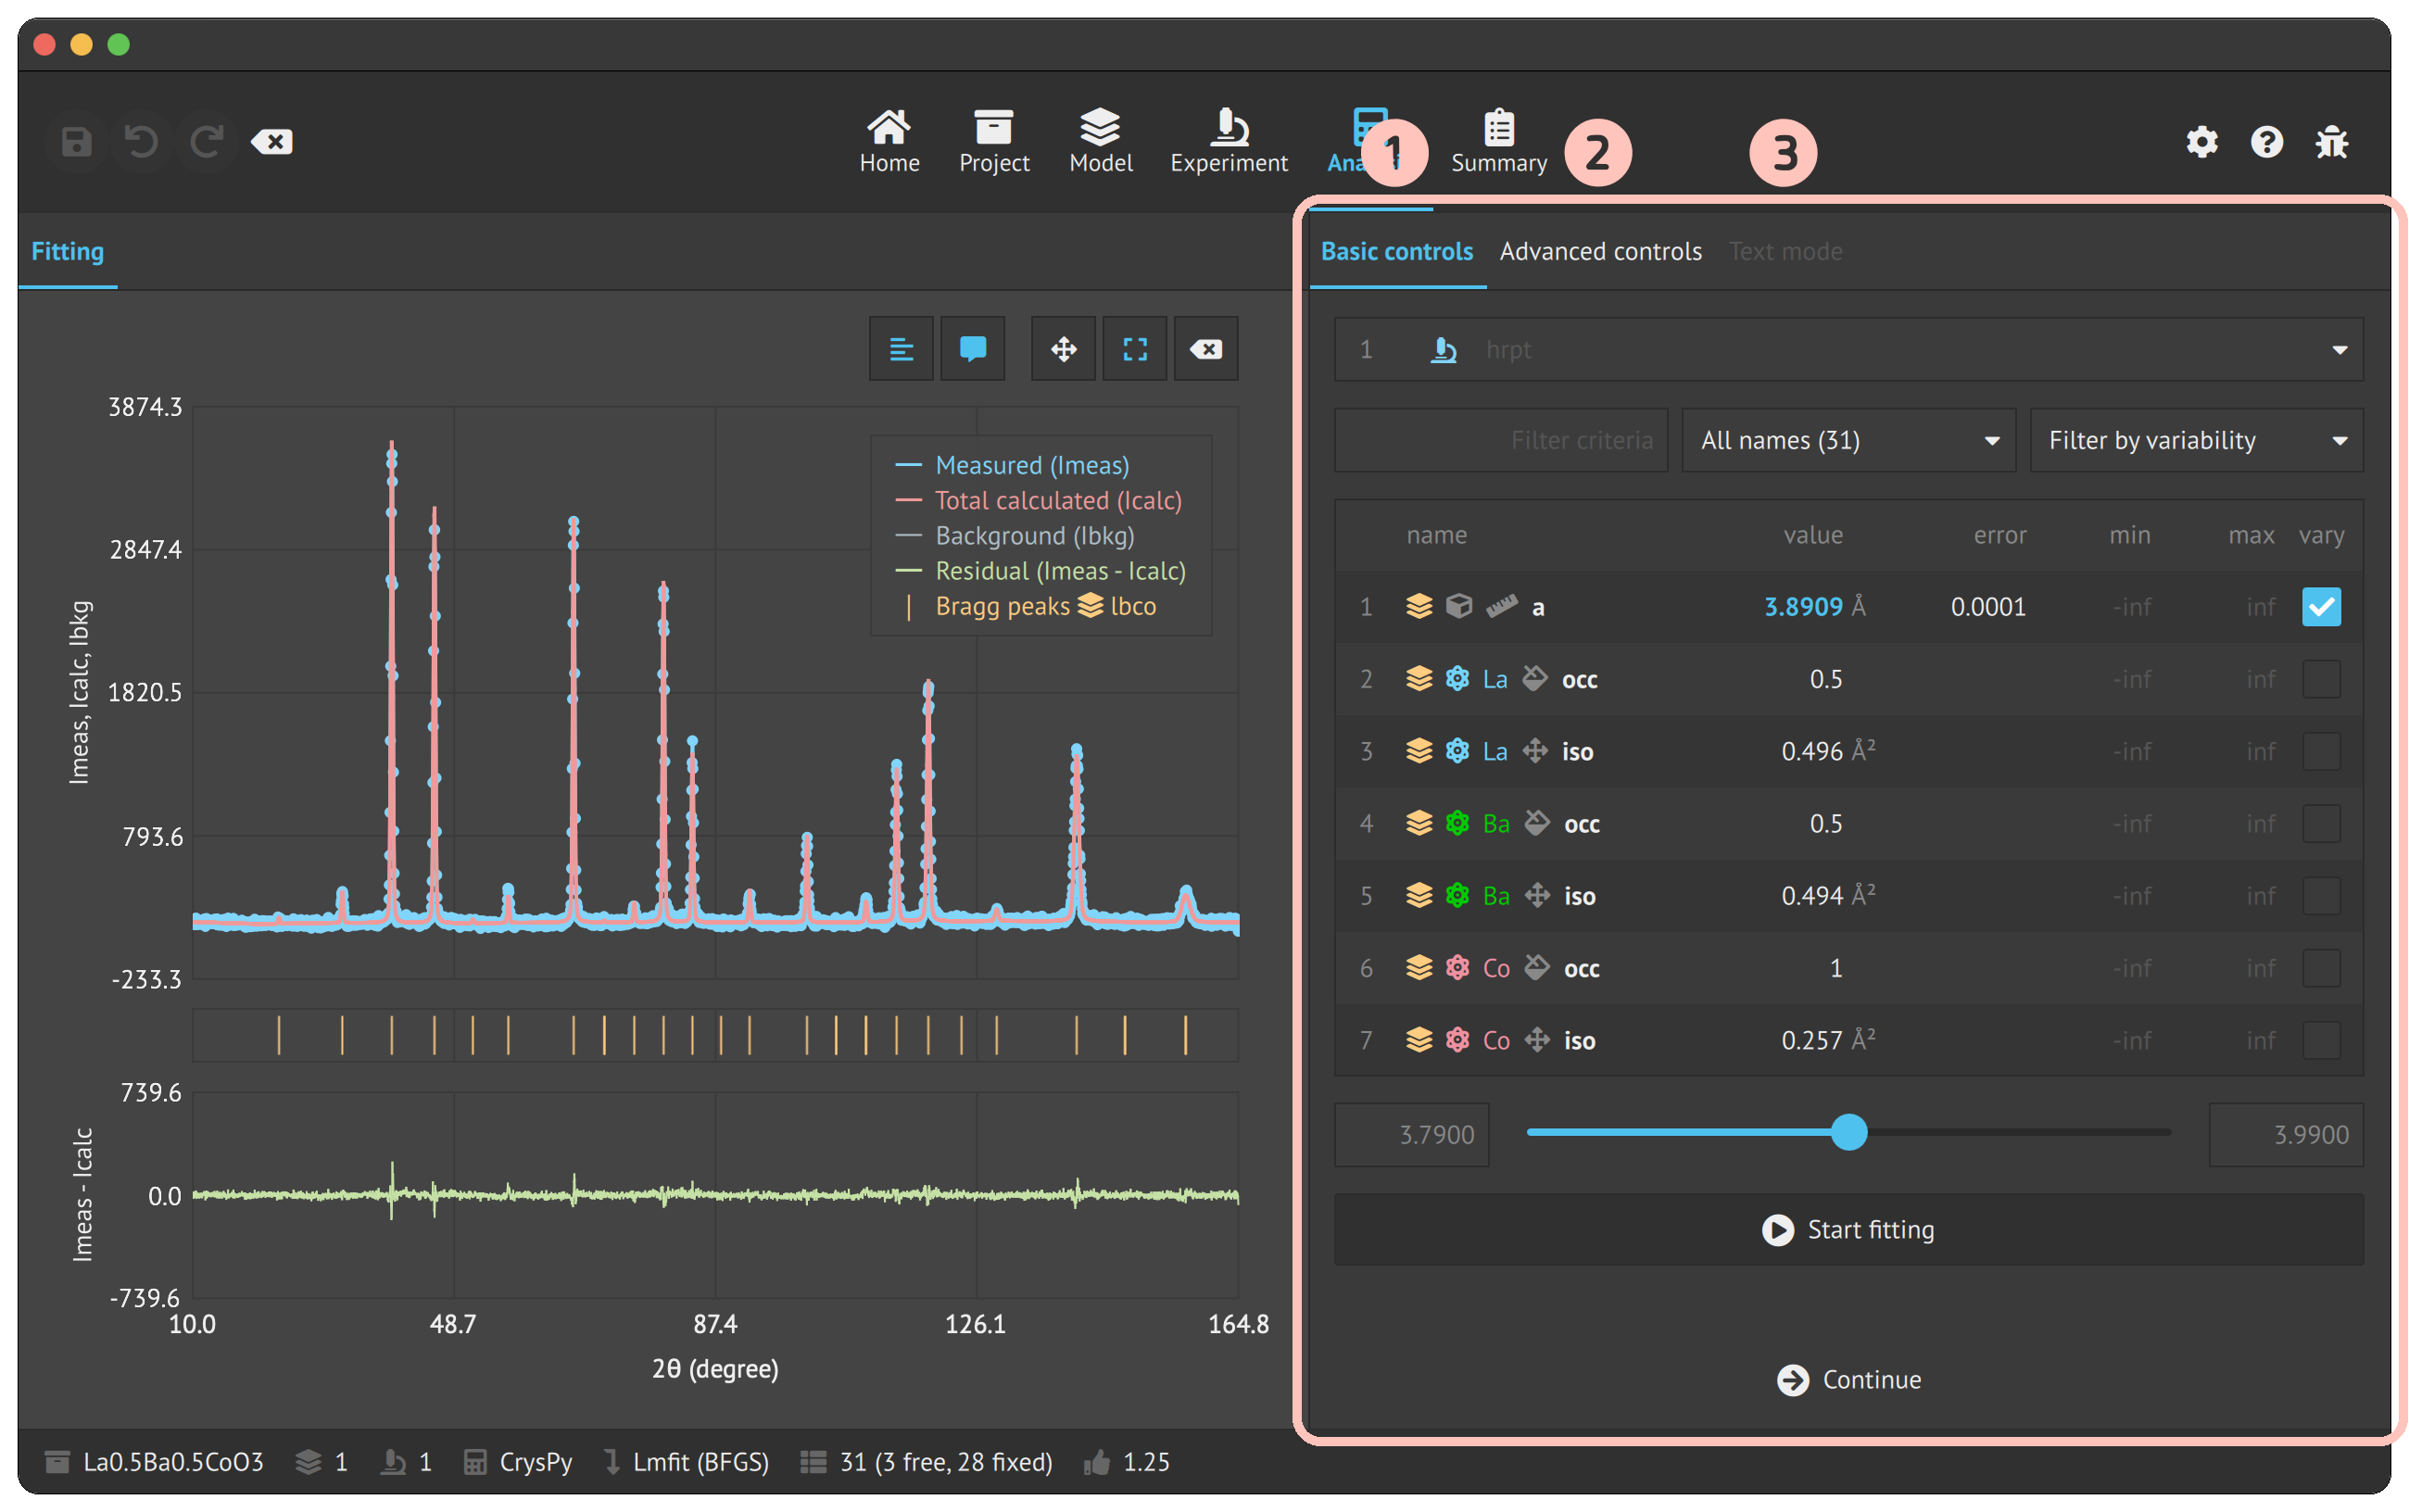 Home Project Model Experiment Analysis Summary
1 2 3
Fitting
Basic controls Advanced controls Text mode
1 hrpt
Filter criteria All names (31) Filter by variability
name value error min max vary
1 a 3.8909 Å 0.0001 -inf inf
2 La occ 0.5 -inf inf
3 La iso 0.496 Å² -inf inf
4 Ba occ 0.5 -inf inf
5 Ba iso 0.494 Å² -inf inf
6 Co occ 1 -inf inf
7 Co iso 0.257 Å² -inf inf
3.7900 3.9900
Start fitting
Continue
Measured (Imeas)
Total calculated (Icalc)
Background (Ibkg)
Residual (Imeas - Icalc)
Bragg peaks lbco
Imeas, Icalc, Ibkg
3874.3
2847.4
1820.5
793.6
-233.3
Imeas - Icalc
739.6
0.0
-739.6
10.0 48.7 87.4 126.1 164.8
2θ (degree)
La0.5Ba0.5CoO3 1 1 CrysPy Lmfit (BFGS) 31 (3 free, 28 fixed) 1.25